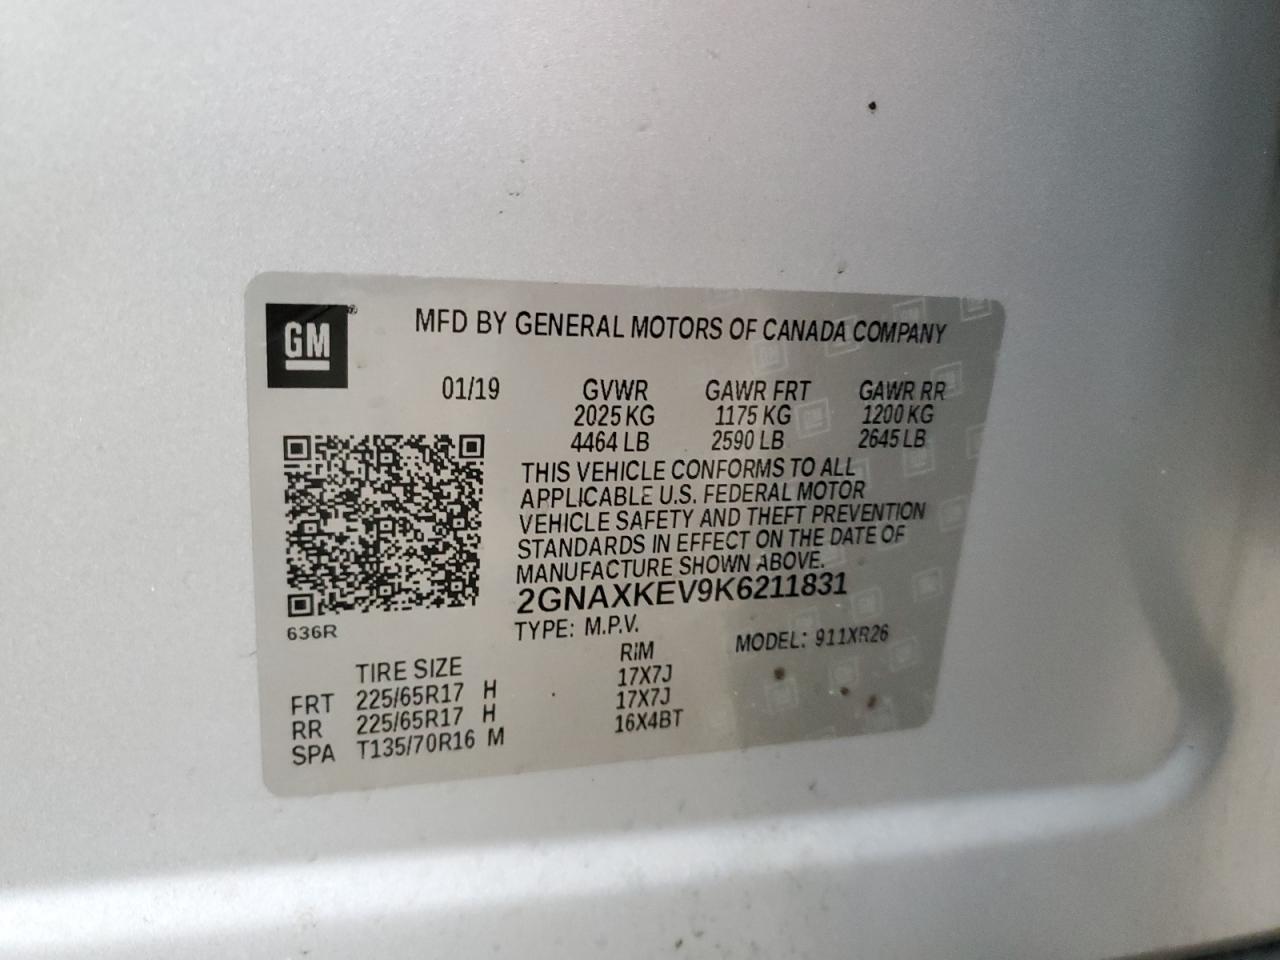 GM ®
MFD BY GENERAL MOTORS OF CANADA COMPANY
01/19 GVWR GAWR FRT GAWR RR
2025 KG 1175 KG 1200 KG
4464 LB 2590 LB 2645 LB
THIS VEHICLE CONFORMS TO ALL
APPLICABLE U.S. FEDERAL MOTOR
VEHICLE SAFETY AND THEFT PREVENTION
STANDARDS IN EFFECT ON THE DATE OF
MANUFACTURE SHOWN ABOVE.
2GNAXKEV9K6211831
636R
TYPE: M.P.V. MODEL: 911XR26
TIRE SIZE RIM
FRT 225/65R17 H 17X7J
RR 225/65R17 H 17X7J
SPA T135/70R16 M 16X4BT